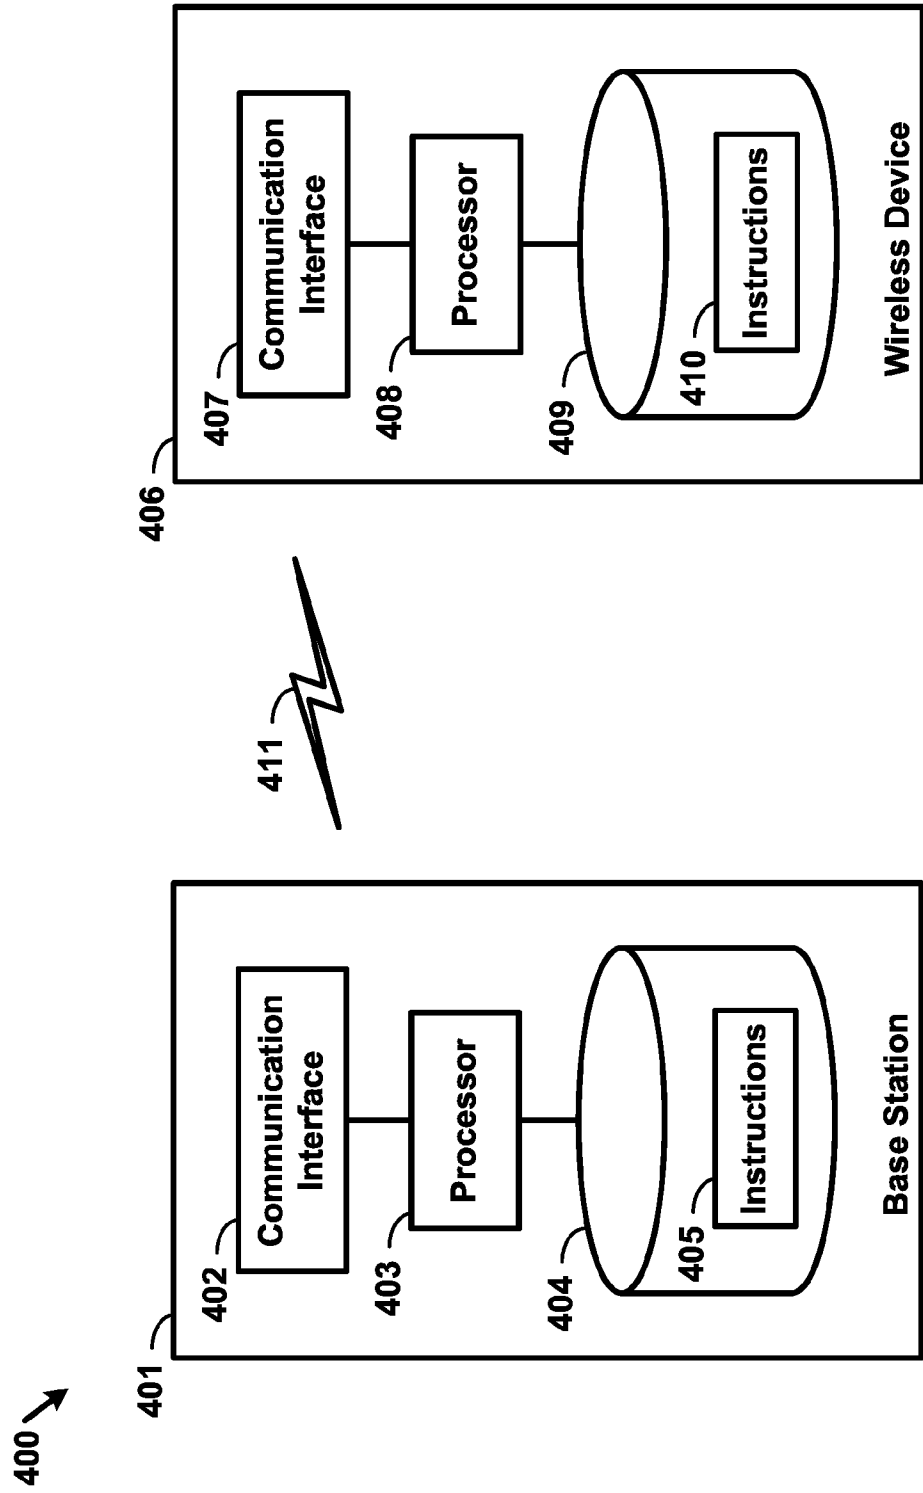 400
401
402
Communication
Interface
403
Processor
404
405
Instructions
Base Station
411
406
407
Communication
Interface
408
Processor
409
410
Instructions
Wireless Device